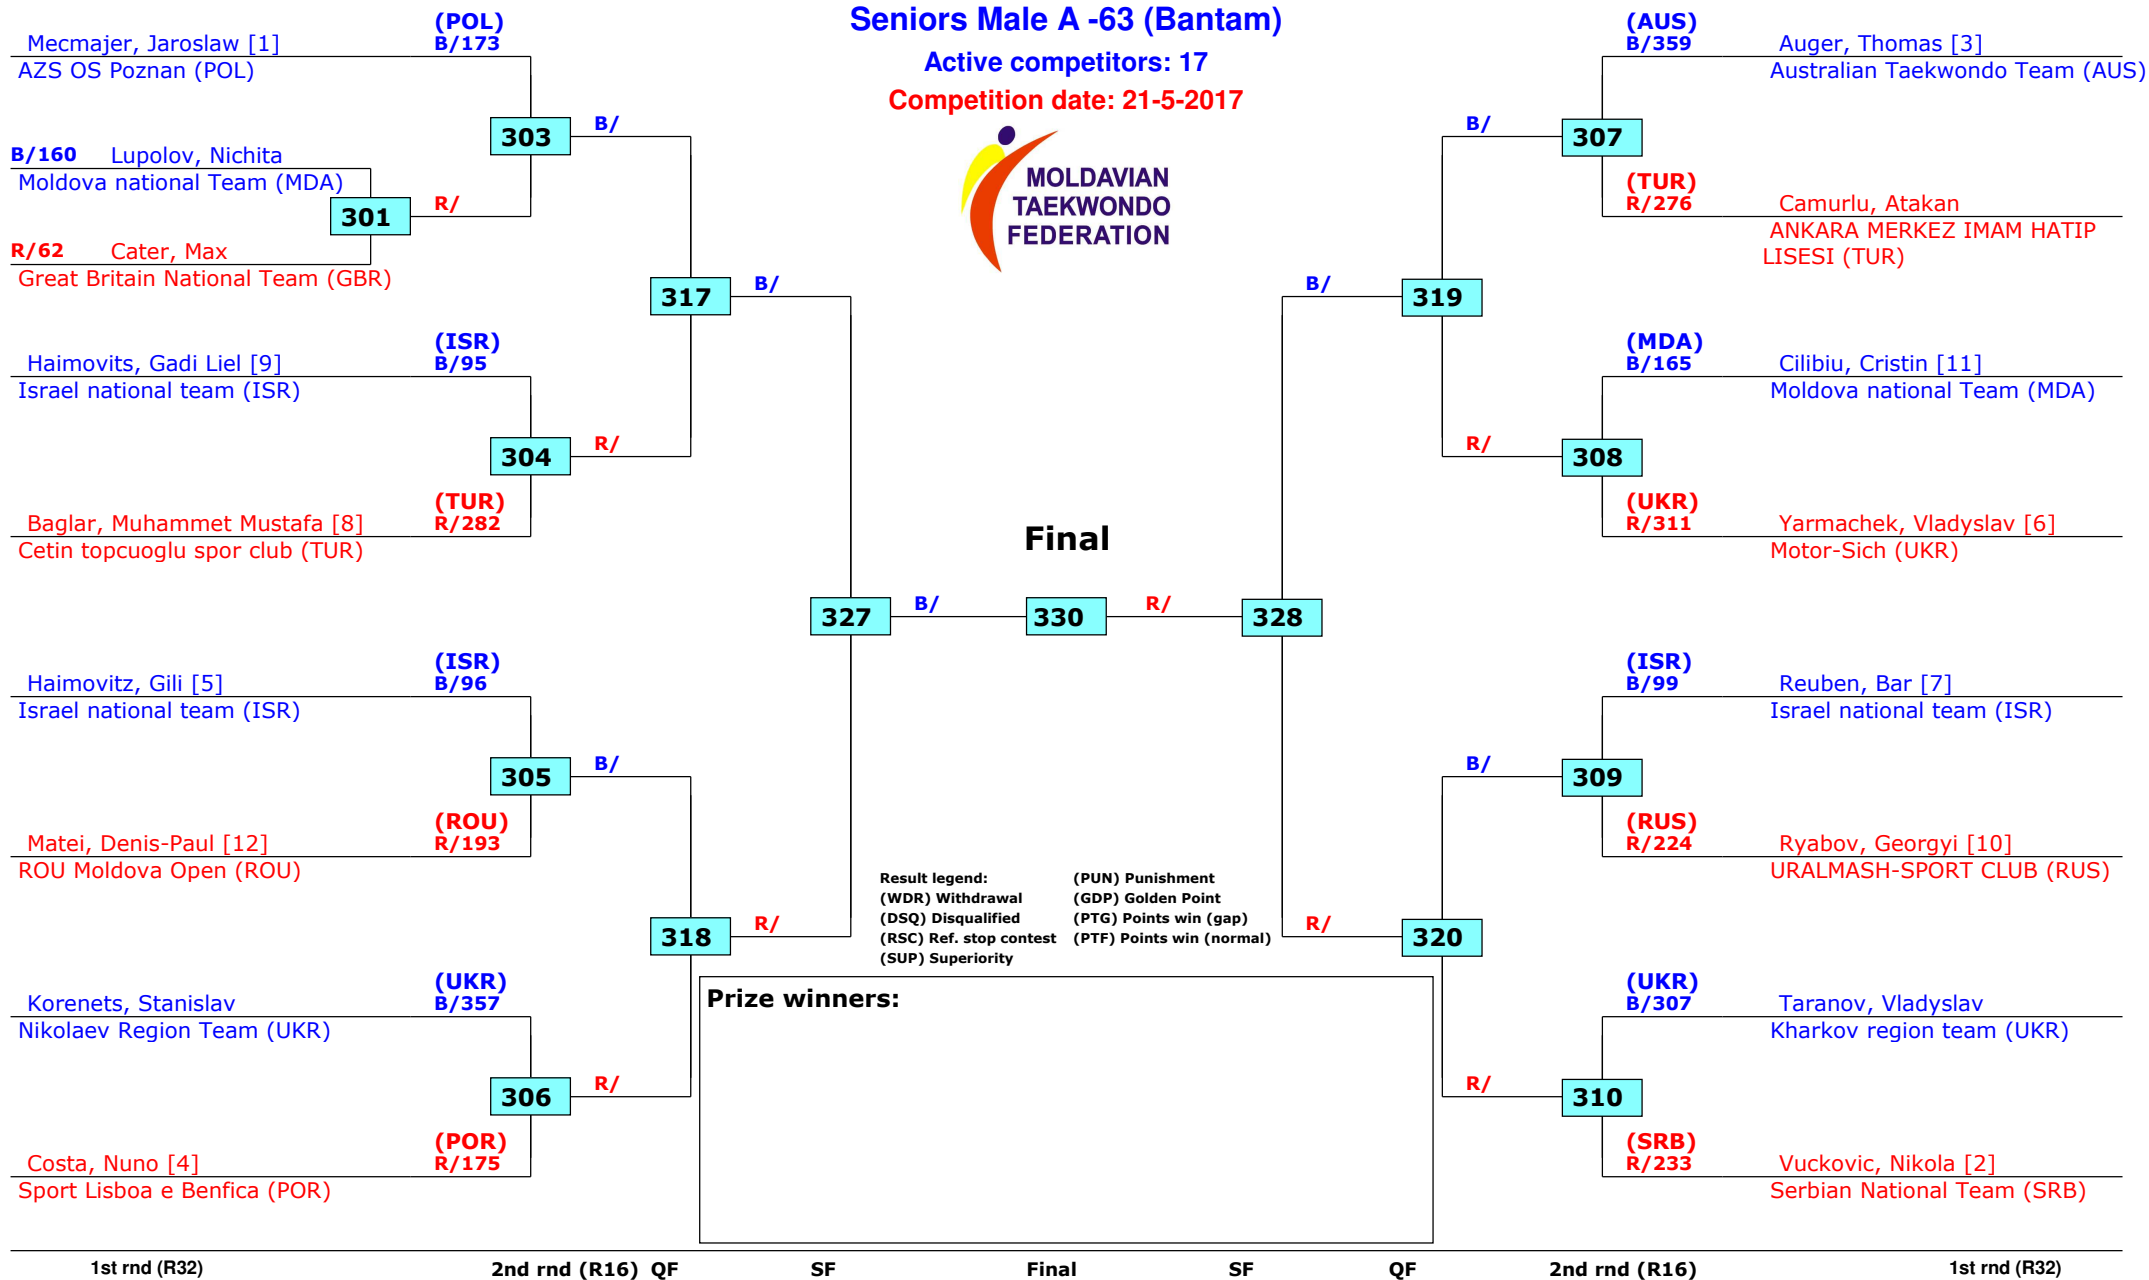 Seniors Male A -63 (Bantam)
Active competitors: 17
Competition date: 21-5-2017
MOLDAVIAN
TAEKWONDO
FEDERATION
(POL)
Mecmajer, Jaroslaw [1] B/173
AZS OS Poznan (POL)
303
B/
B/160 Lupolov, Nichita
Moldova national Team (MDA)
301
R/
R/62 Cater, Max
Great Britain National Team (GBR)
317
B/
(ISR)
Haimovits, Gadi Liel [9] B/95
Israel national team (ISR)
304
R/
(TUR)
Baglar, Muhammet Mustafa [8] R/282
Cetin topcuoglu spor club (TUR)
327
B/
(ISR)
Haimovitz, Gili [5] B/96
Israel national team (ISR)
305
B/
(ROU)
Matei, Denis-Paul [12] R/193
ROU Moldova Open (ROU)
318
R/
(UKR)
Korenets, Stanislav B/357
Nikolaev Region Team (UKR)
306
R/
(POR)
Costa, Nuno [4] R/175
Sport Lisboa e Benfica (POR)
Final
330
R/
328
(AUS)
B/359 Auger, Thomas [3]
Australian Taekwondo Team (AUS)
B/
307
(TUR)
R/276 Camurlu, Atakan
ANKARA MERKEZ IMAM HATIP
LISESI (TUR)
B/
319
(MDA)
B/165 Cilibiu, Cristin [11]
Moldova national Team (MDA)
R/
308
(UKR)
R/311 Yarmachek, Vladyslav [6]
Motor-Sich (UKR)
(ISR)
B/99 Reuben, Bar [7]
Israel national team (ISR)
B/
309
(RUS)
R/224 Ryabov, Georgyi [10]
URALMASH-SPORT CLUB (RUS)
R/
320
(UKR)
B/307 Taranov, Vladyslav
Kharkov region team (UKR)
R/
310
(SRB)
R/233 Vuckovic, Nikola [2]
Serbian National Team (SRB)
Result legend: (PUN) Punishment
(WDR) Withdrawal (GDP) Golden Point
(DSQ) Disqualified (PTG) Points win (gap)
(RSC) Ref. stop contest (PTF) Points win (normal)
(SUP) Superiority
Prize winners:
1st rnd (R32) 2nd rnd (R16) QF SF Final SF QF 2nd rnd (R16) 1st rnd (R32)